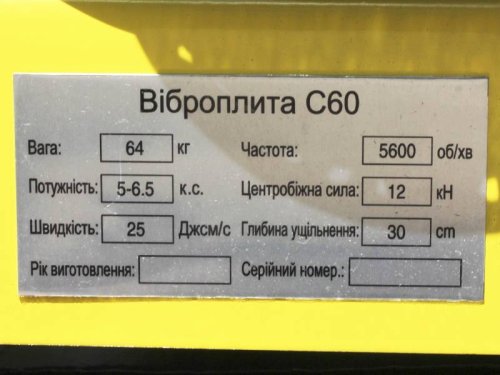 Віброплита С60
Вага: 64 кг Частота: 5600 об/хв
Потужність: 5-6.5 к.с. Центробіжна сила: 12 кН
Швидкість: 25 Джсм/с Глибина ущільнення: 30 cm
Рік виготовлення: Серійний номер.: